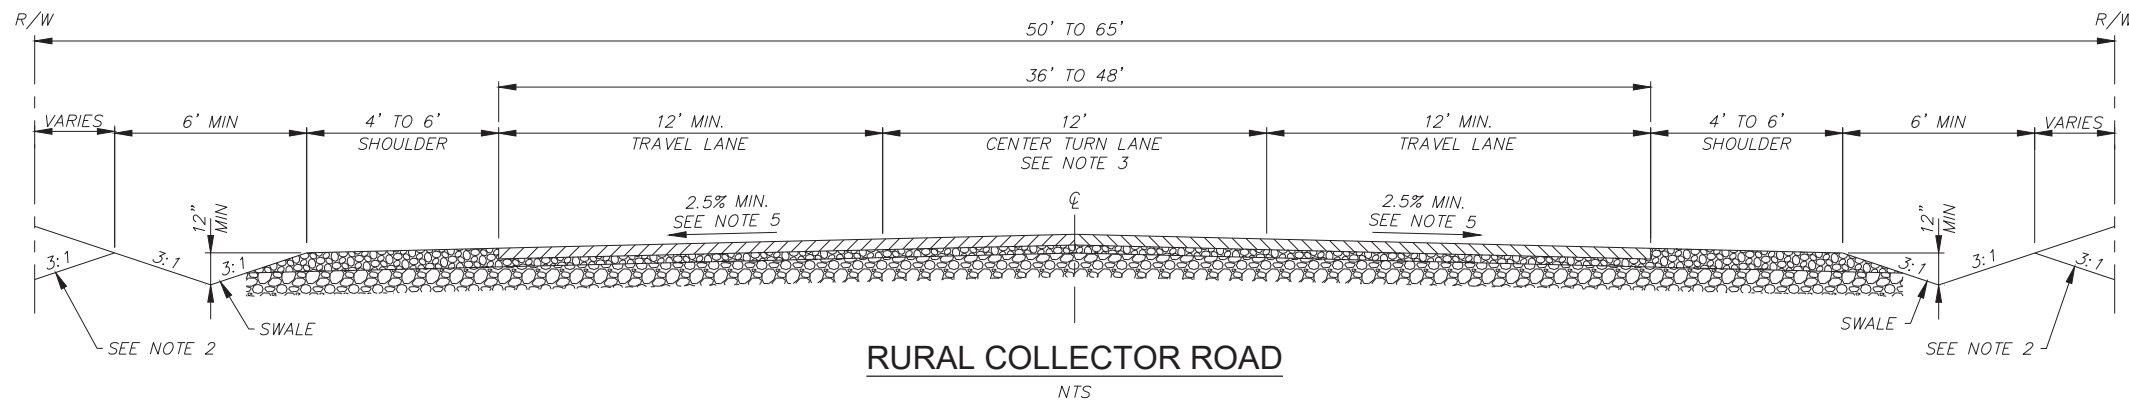 R/W
R/W
50' TO 65'
36' TO 48'
VARIES
6' MIN
4' TO 6'
SHOULDER
12' MIN.
TRAVEL LANE
12'
CENTER TURN LANE
SEE NOTE 3
12' MIN.
TRAVEL LANE
4' TO 6'
SHOULDER
6' MIN
VARIES
12"
MIN
2.5% MIN.
SEE NOTE 5
℄
2.5% MIN.
SEE NOTE 5
12"
MIN
3:1
3:1
3:1
3:1
3:1
3:1
SWALE
SEE NOTE 2
SWALE
SEE NOTE 2
RURAL COLLECTOR ROAD
NTS